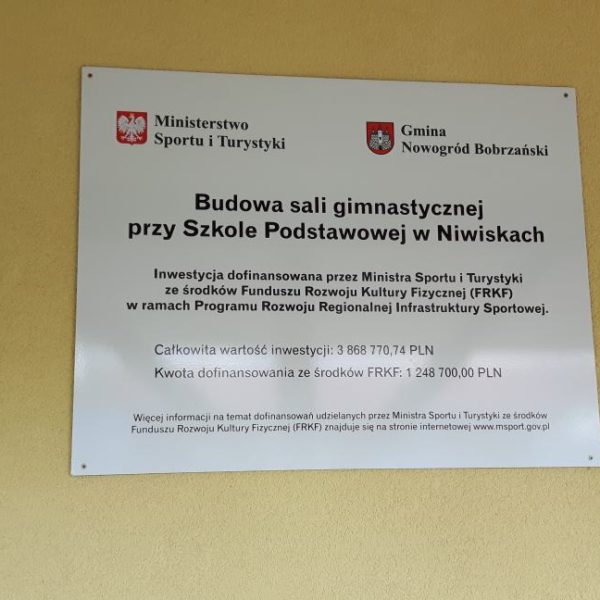 Ministerstwo
Sportu i Turystyki
Gmina
Nowogród Bobrzański
Budowa sali gimnastycznej
przy Szkole Podstawowej w Niwiskach
Inwestycja dofinansowana przez Ministra Sportu i Turystyki
ze środków Funduszu Rozwoju Kultury Fizycznej (FRKF)
w ramach Programu Rozwoju Regionalnej Infrastruktury Sportowej.
Całkowita wartość inwestycji: 3 868 770,74 PLN
Kwota dofinansowania ze środków FRKF: 1 248 700,00 PLN
Więcej informacji na temat dofinansowań udzielanych przez Ministra Sportu i Turystyki ze środków
Funduszu Rozwoju Kultury Fizycznej (FRKF) znajduje się na stronie internetowej www.msport.gov.pl